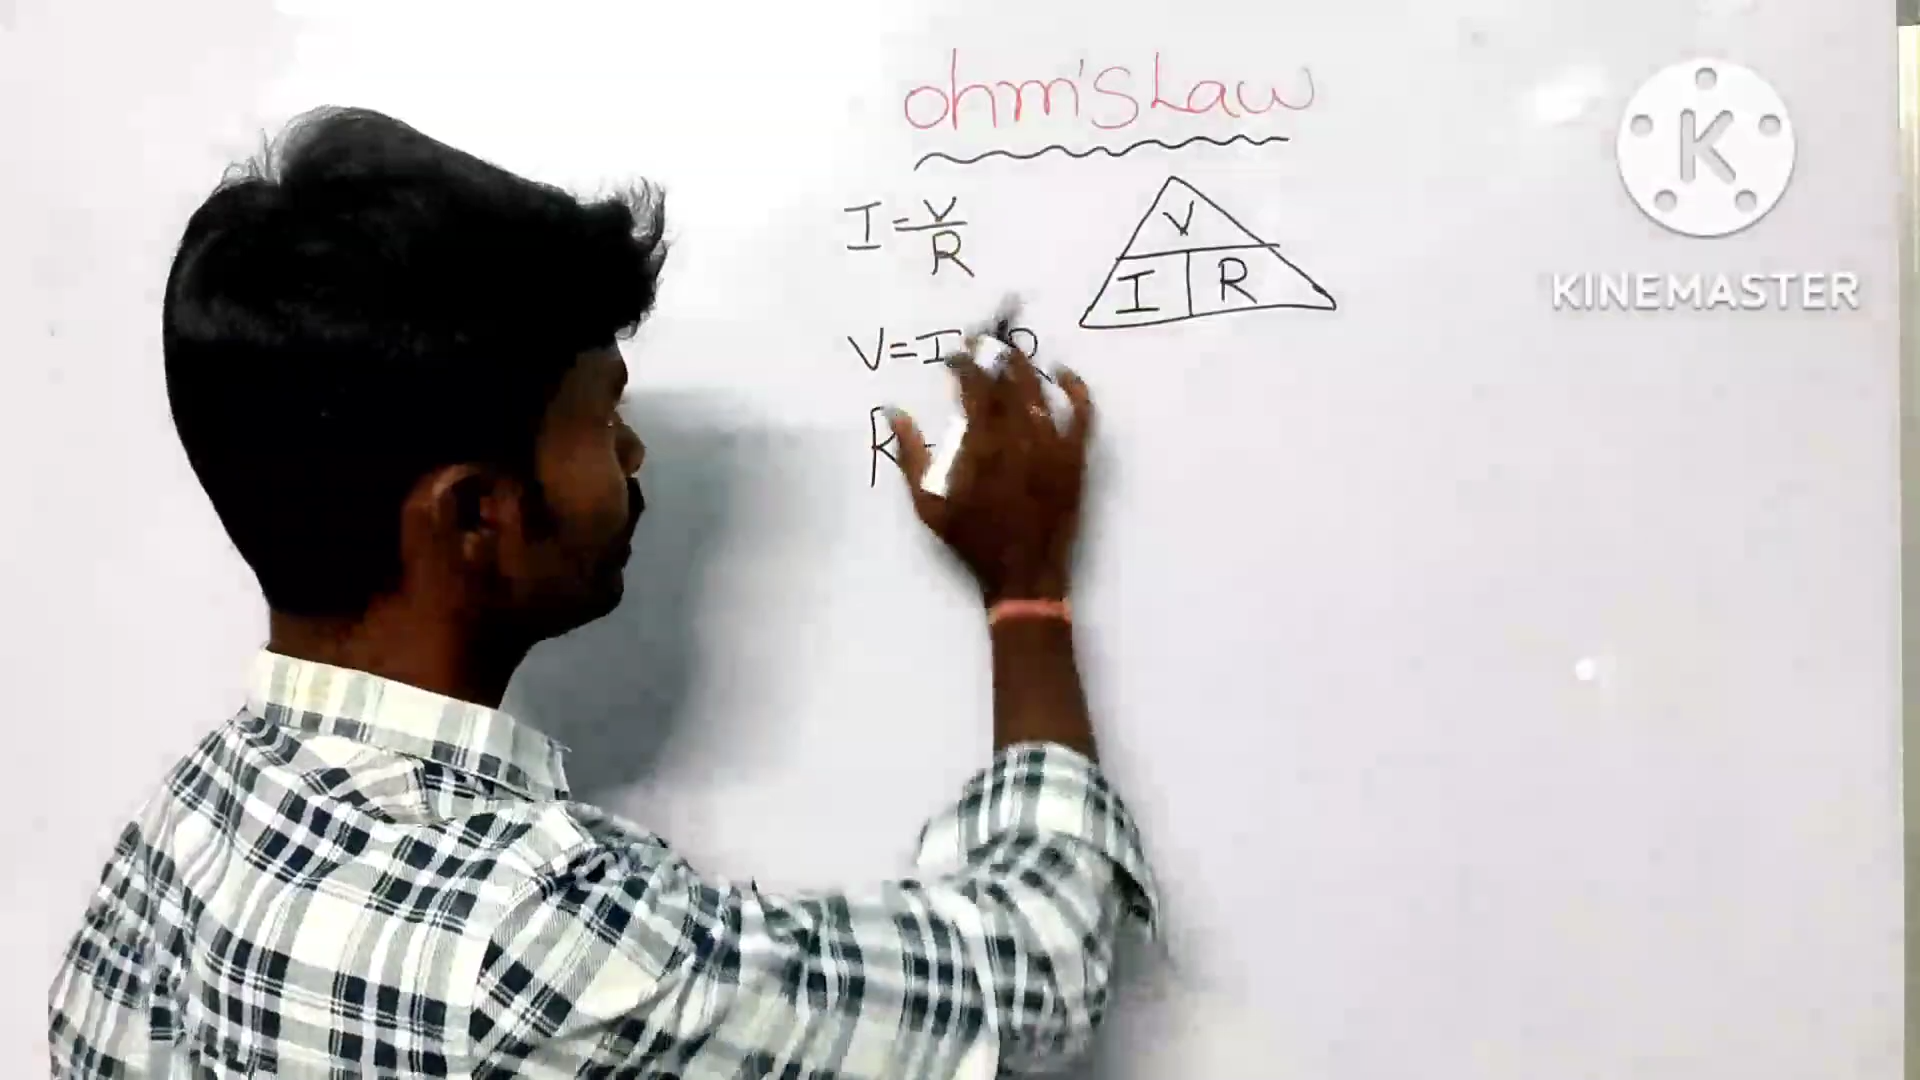 ohm's Law
I = V/R
V
I R
V = I R
R
K
KINEMASTER